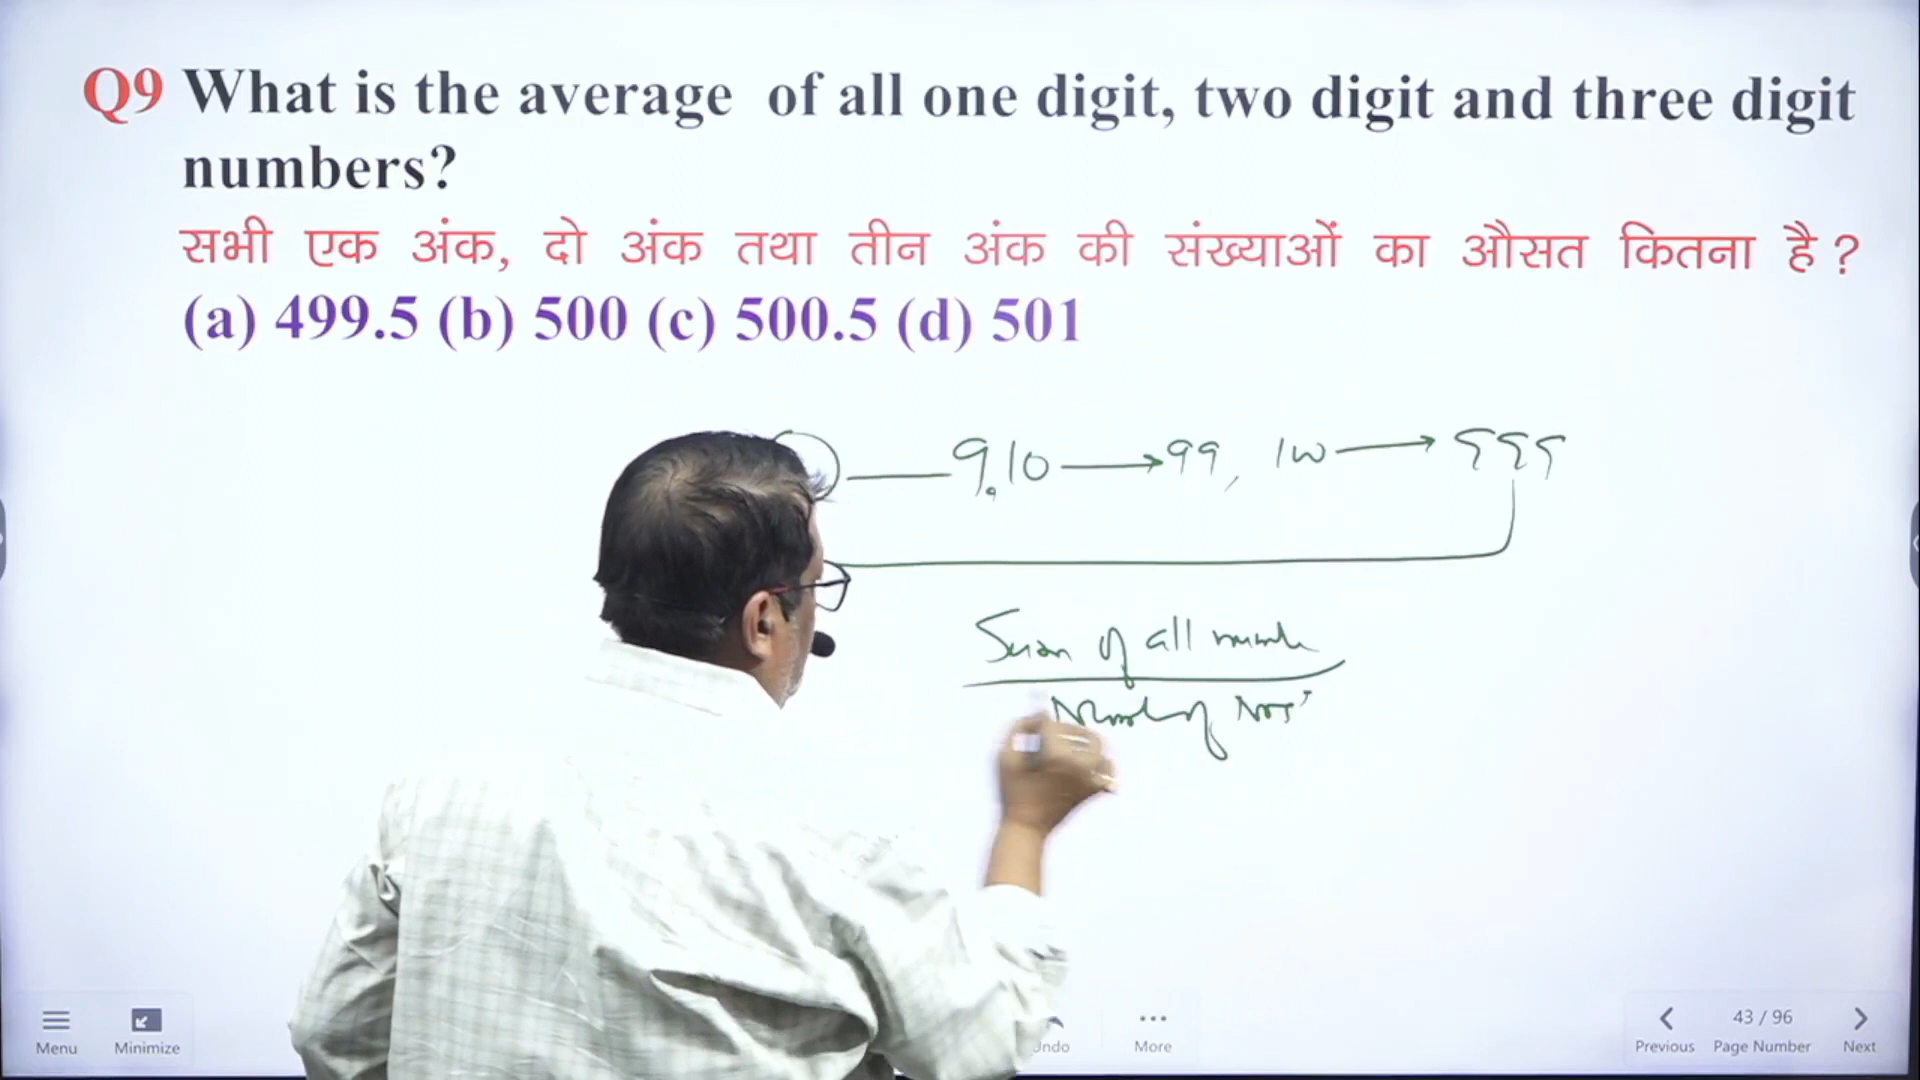 Q9 What is the average of all one digit, two digit and three digit
numbers?
सभी एक अंक, दो अंक तथा तीन अंक की संख्याओं का औसत कितना है ?
(a) 499.5 (b) 500 (c) 500.5 (d) 501
9, 10 → 99, 100 → 999
Sum of all
of Nos'
Menu
Minimize
Undo
More
Previous
43 / 96
Page Number
Next